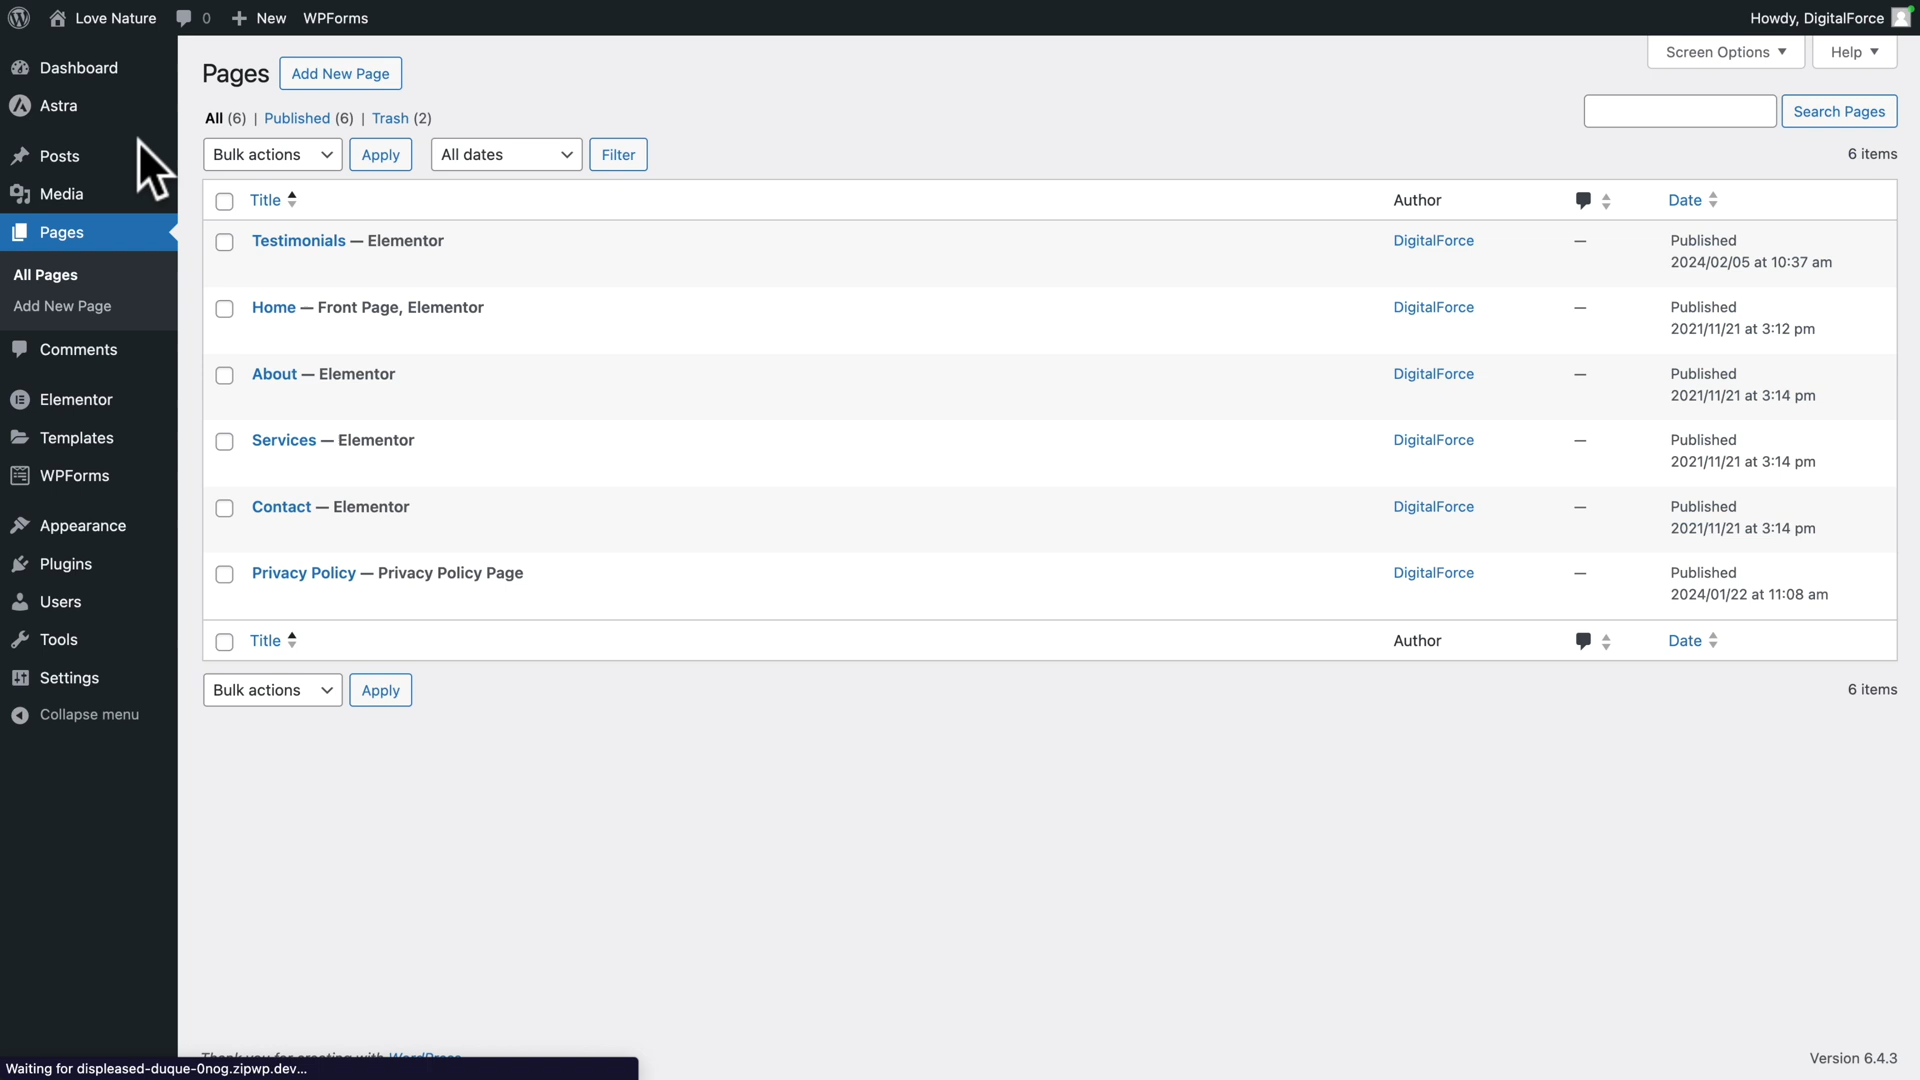 Love Nature 0 New WPForms Howdy, DigitalForce
Dashboard
Astra
Posts
Media
Pages
All Pages
Add New Page
Comments
Elementor
Templates
WPForms
Appearance
Plugins
Users
Tools
Settings
Collapse menu
Screen Options Help
Pages Add New Page
All (6) | Published (6) | Trash (2)
Search Pages
Bulk actions Apply All dates Filter 6 items
Title Author Date
Testimonials — Elementor DigitalForce — Published
2024/02/05 at 10:37 am
Home — Front Page, Elementor DigitalForce — Published
2021/11/21 at 3:12 pm
About — Elementor DigitalForce — Published
2021/11/21 at 3:14 pm
Services — Elementor DigitalForce — Published
2021/11/21 at 3:14 pm
Contact — Elementor DigitalForce — Published
2021/11/21 at 3:14 pm
Privacy Policy — Privacy Policy Page DigitalForce — Published
2024/01/22 at 11:08 am
Title Author Date
Bulk actions Apply 6 items
Thank you for creating with WordPress Version 6.4.3
Waiting for displeased-duque-0nog.zipwp.dev...